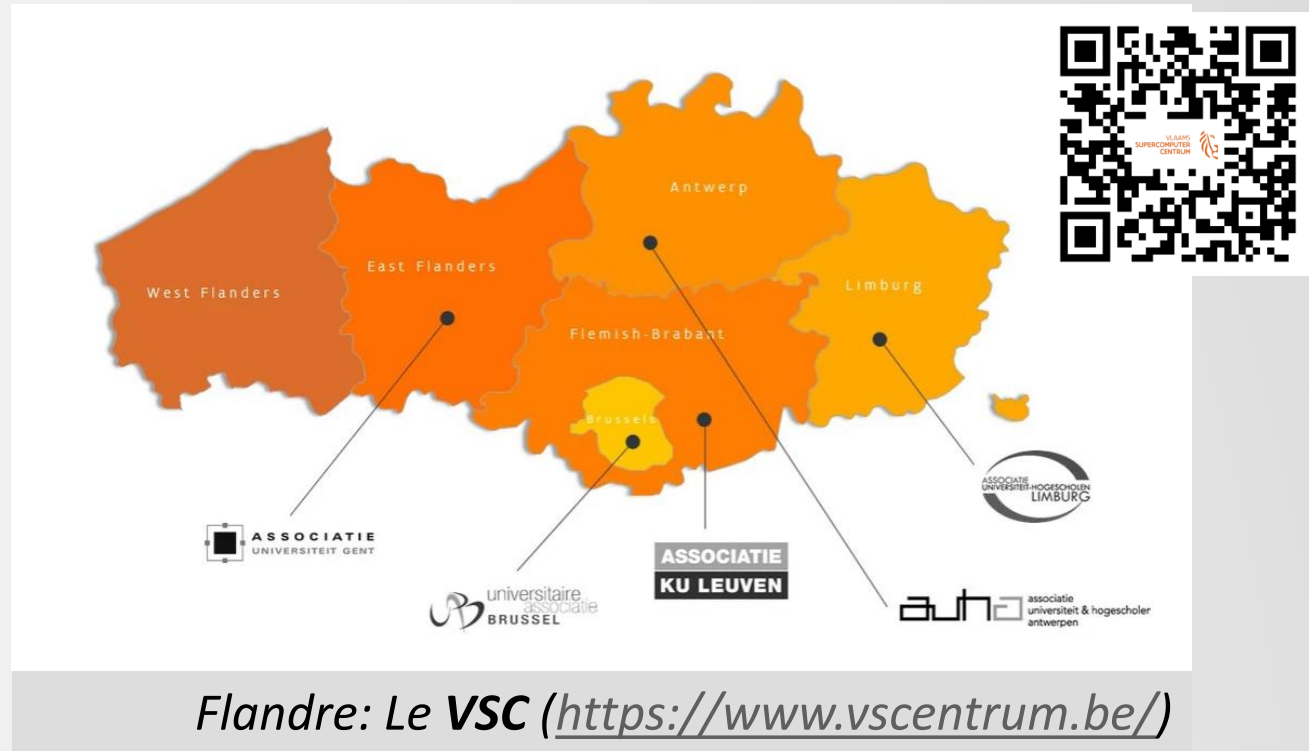 VLAAMS
SUPERCOMPUTER
CENTRUM
Antwerp
East Flanders
West Flanders
Limburg
Flemish-Brabant
Brussels
ASSOCIATIE
UNIVERSITEIT-HOGESCHOLEN
LIMBURG
ASSOCIATIE
UNIVERSITEIT GENT
universitaire
associatie
BRUSSEL
ASSOCIATIE
KU LEUVEN
auha
associatie
universiteit & hogescholer
antwerpen
Flandre: Le VSC (https://www.vscentrum.be/)